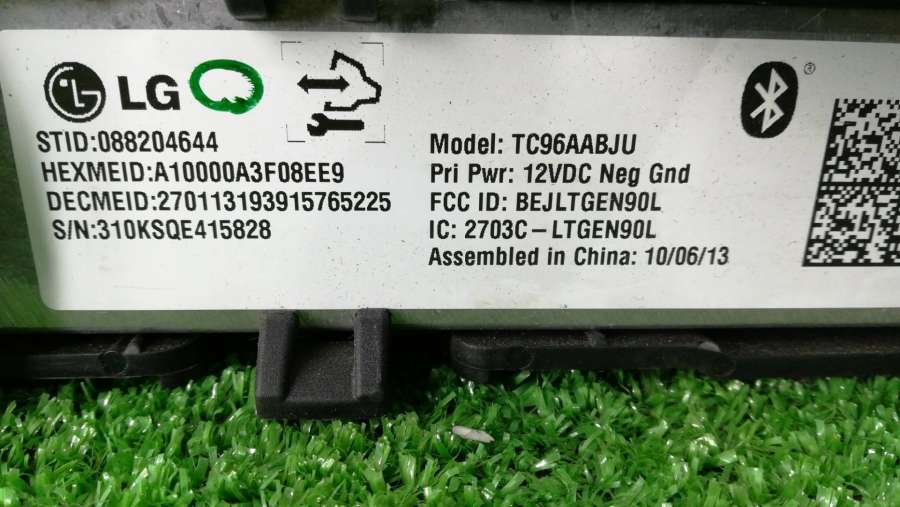 LG
STID:088204644
HEXMEID:A10000A3F08EE9
DECMEID:270113193915765225
S/N:310KSQE415828
®
Model: TC96AABJU
Pri Pwr: 12VDC Neg Gnd
FCC ID: BEJLTGEN90L
IC: 2703C-LTGEN90L
Assembled in China: 10/06/13